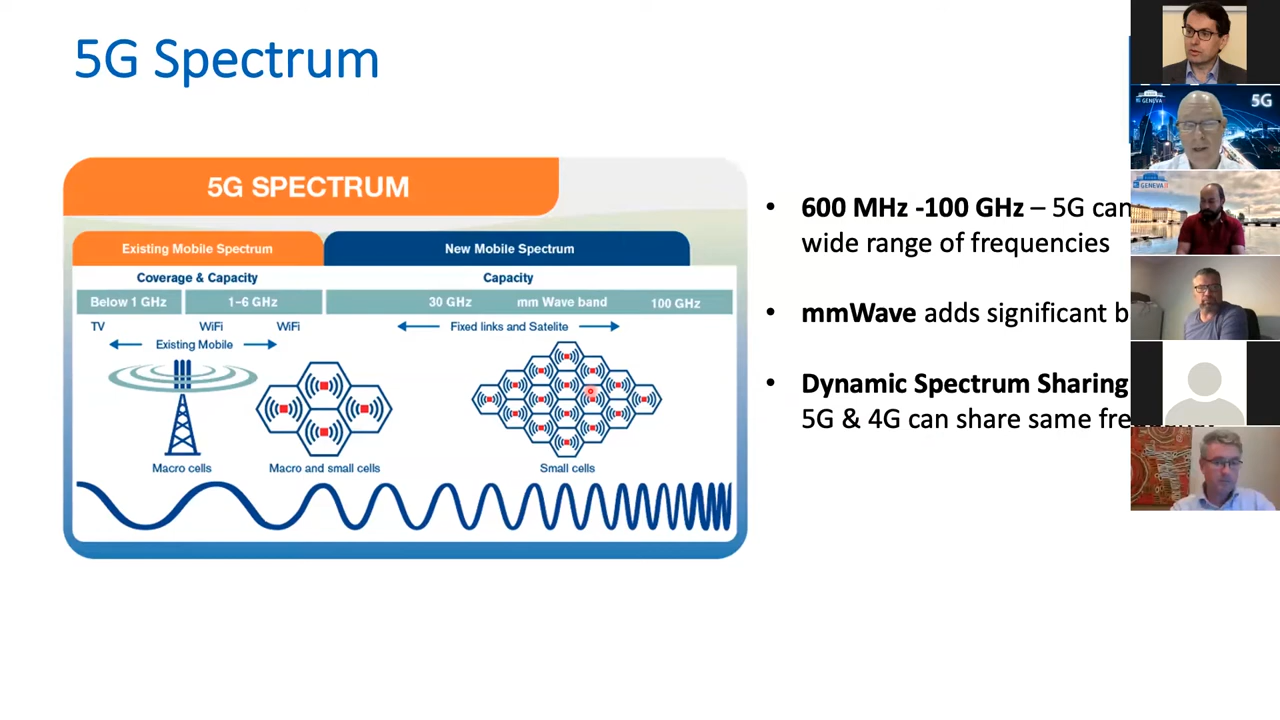 5G Spectrum
5G SPECTRUM
Existing Mobile Spectrum
New Mobile Spectrum
Coverage & Capacity
Capacity
Below 1 GHz
1–6 GHz
30 GHz
mm Wave band
100 GHz
TV
WiFi
WiFi
Fixed links and Satelite
Existing Mobile
Macro cells
Macro and small cells
Small cells
• 600 MHz -100 GHz – 5G can
wide range of frequencies
• mmWave adds significant
• Dynamic Spectrum Sharing
5G & 4G can share same
GENEVA
5G
GENEVA